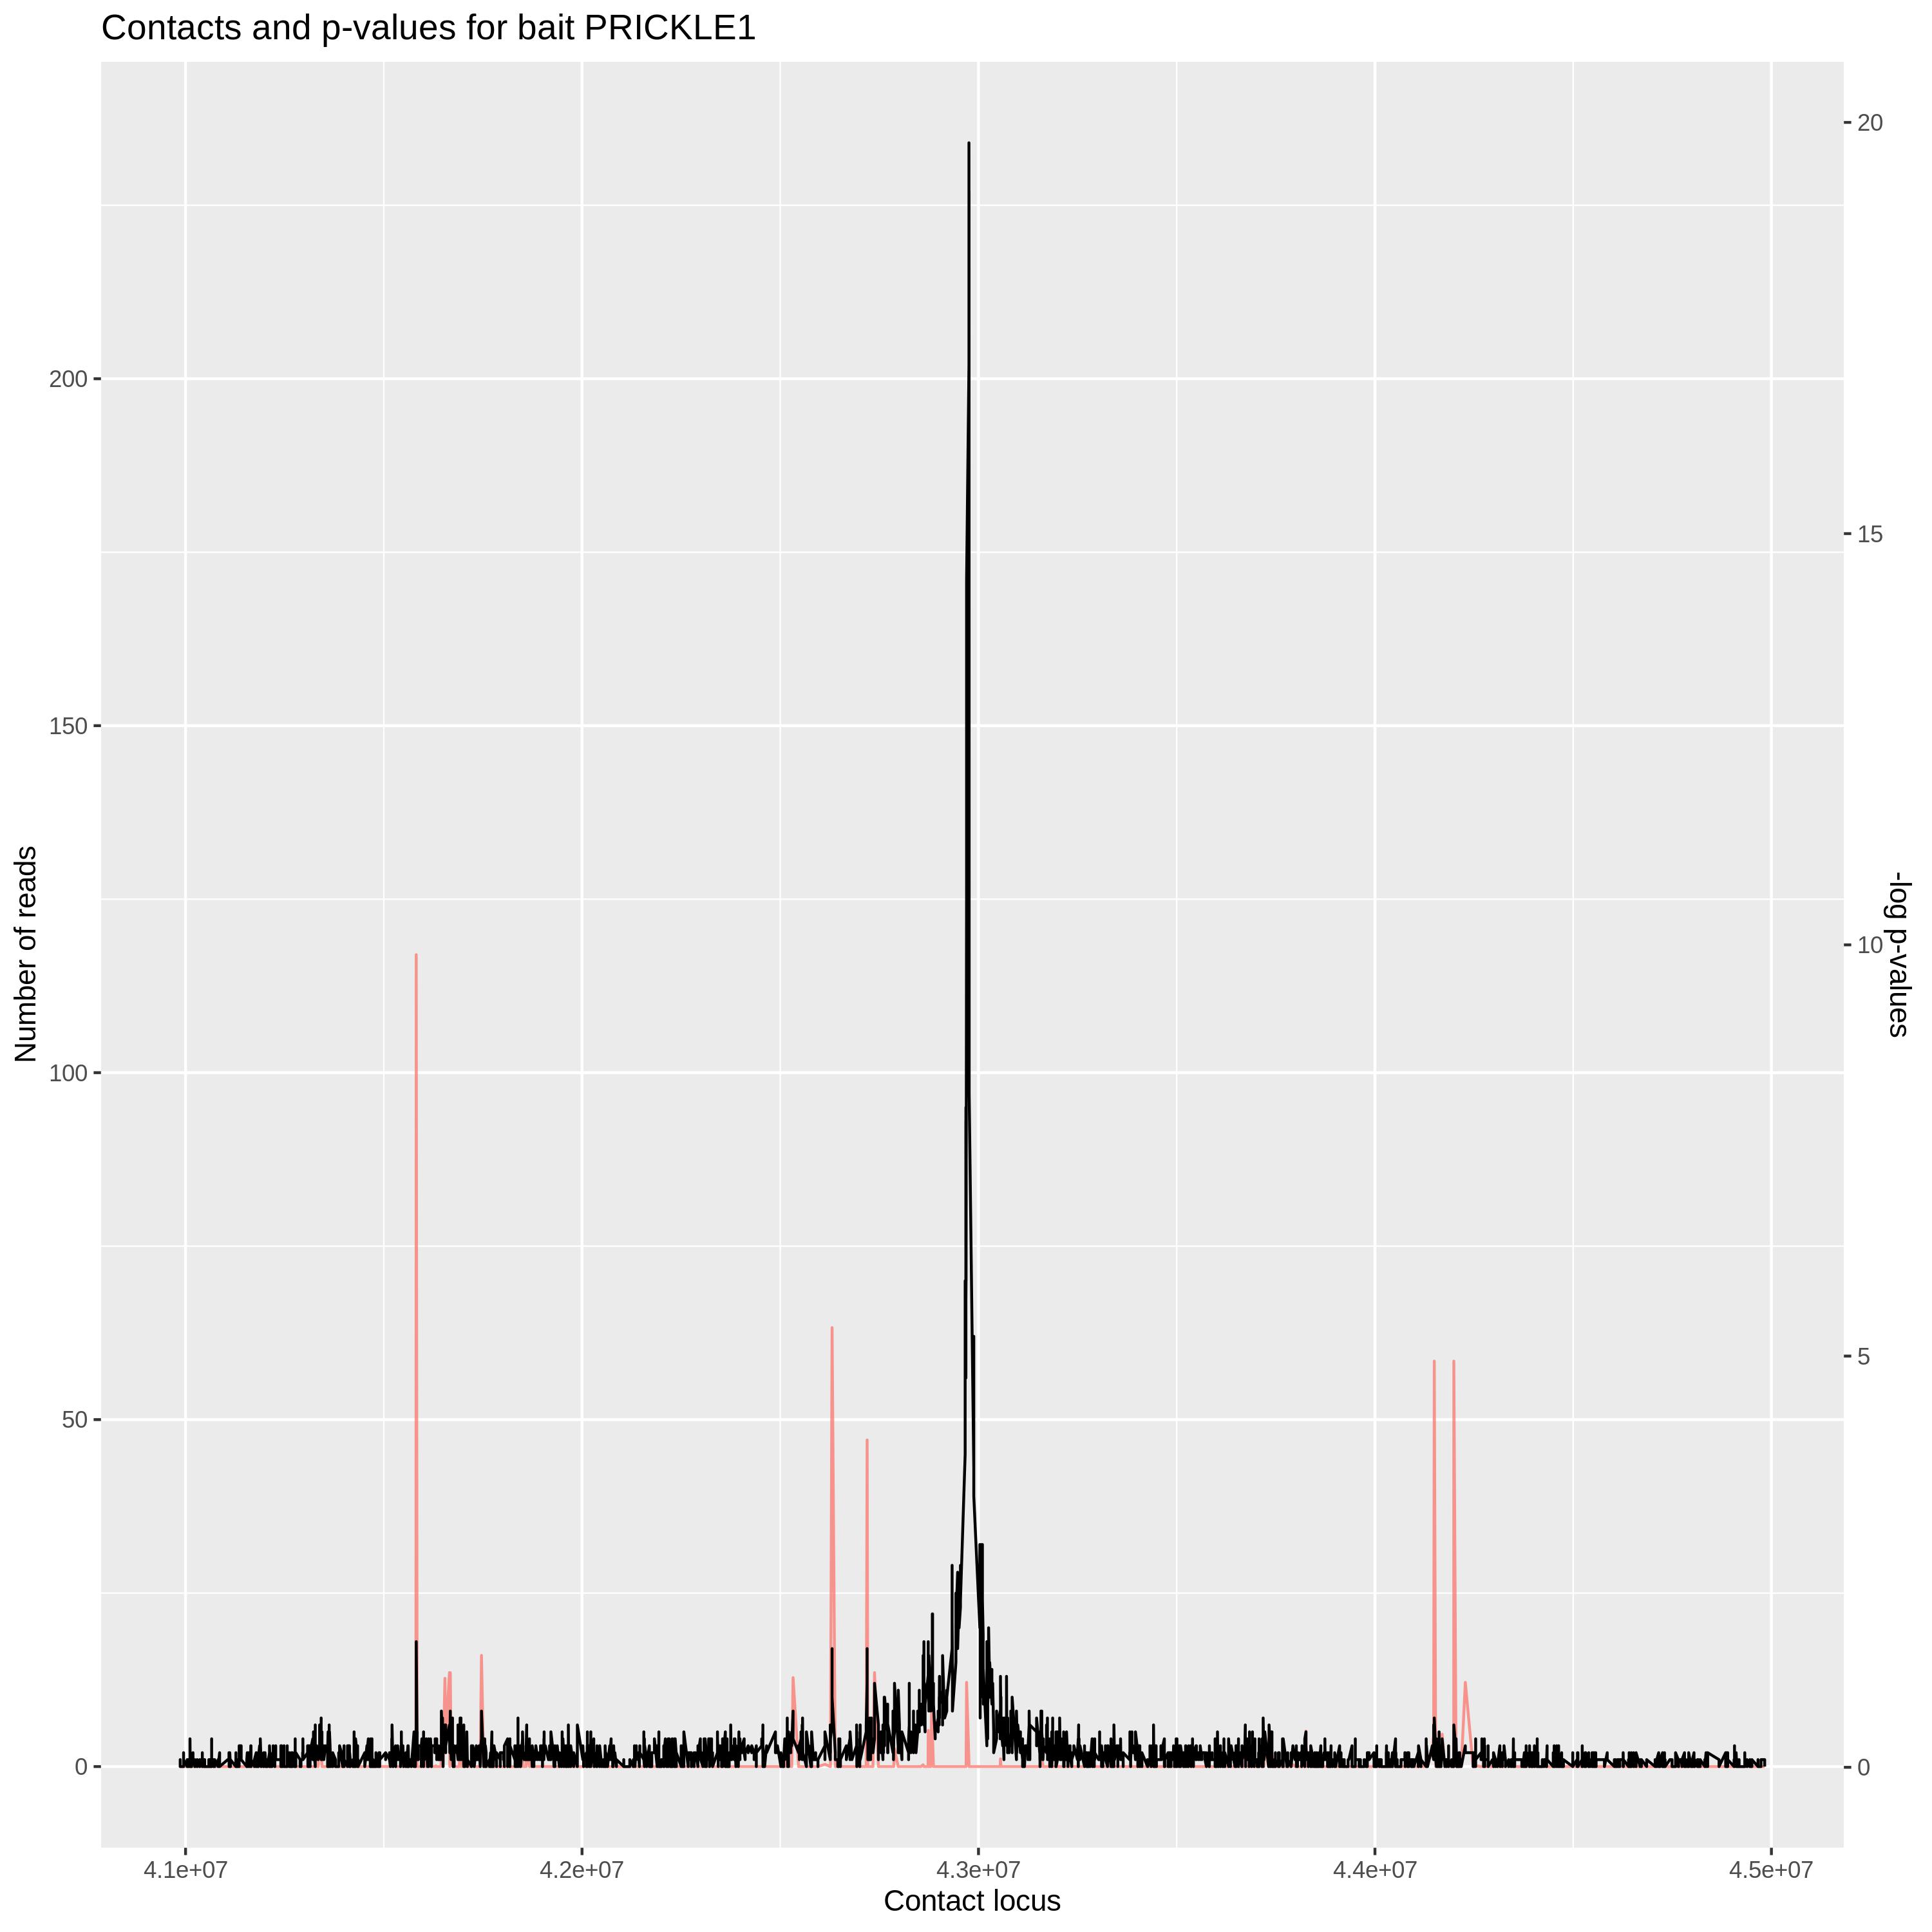 Contacts and p-values for bait PRICKLE1
20
200
15
150
Number of reads
10
-log p-values
100
5
50
0
0
4.1e+07 4.2e+07 4.3e+07 4.4e+07 4.5e+07
Contact locus